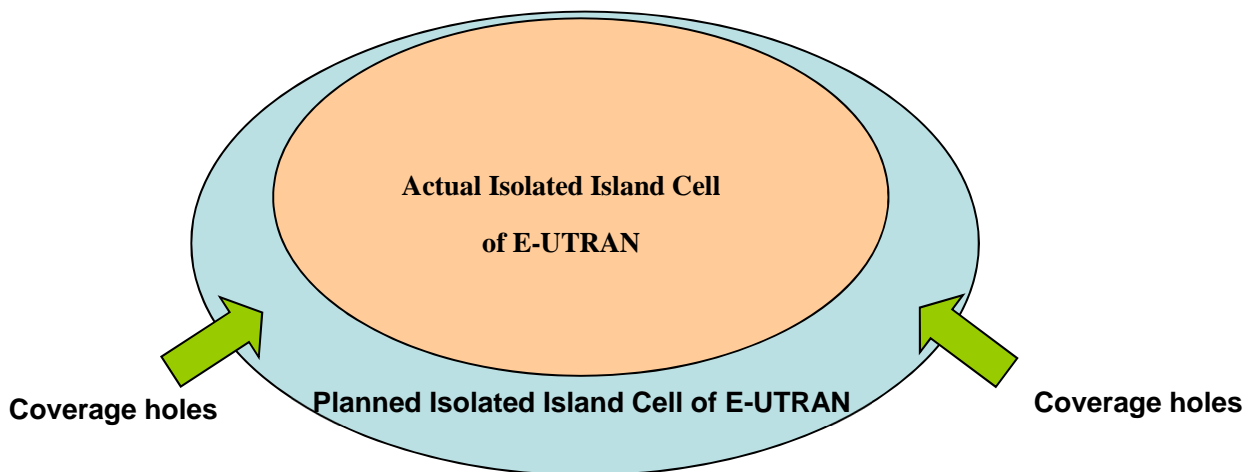 Actual Isolated Island Cell
of E-UTRAN
Coverage holes
Planned Isolated Island Cell of E-UTRAN
Coverage holes